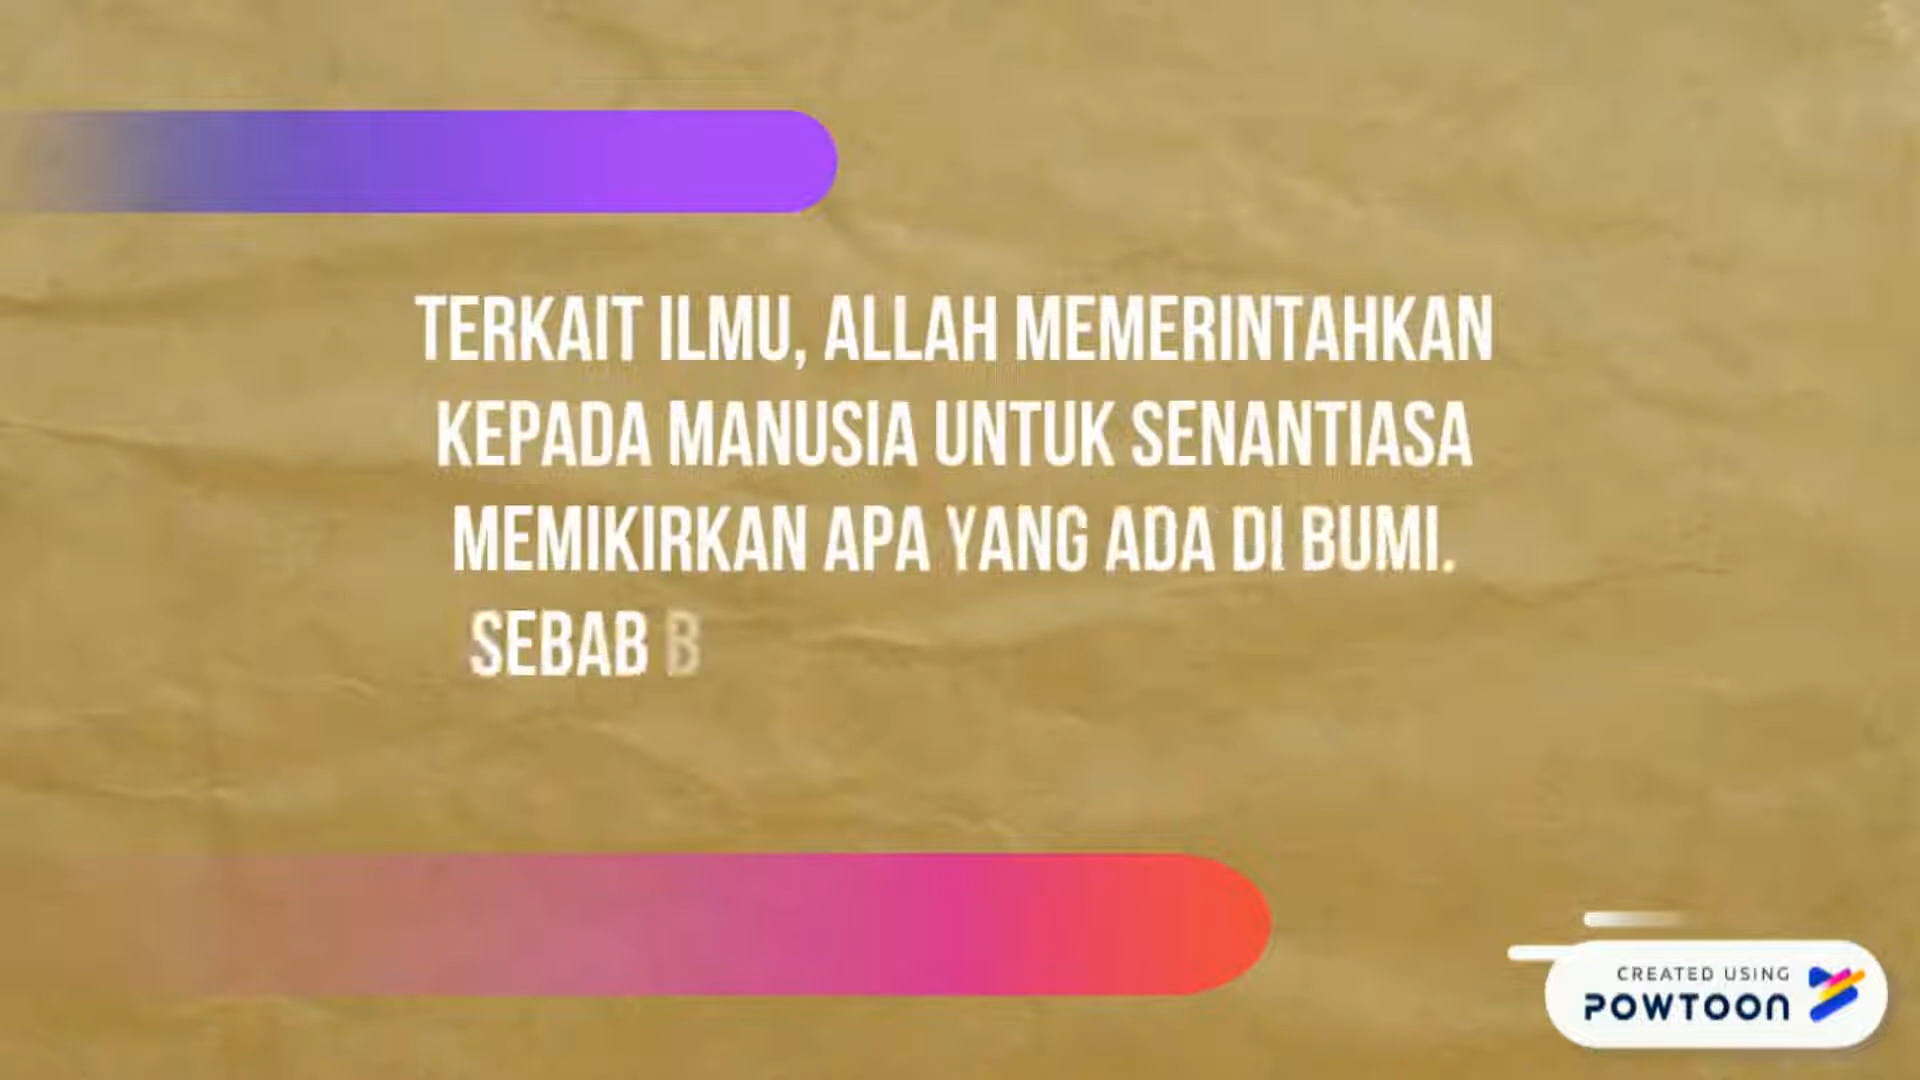 TERKAIT ILMU, ALLAH MEMERINTAHKAN
KEPADA MANUSIA UNTUK SENANTIASA
MEMIKIRKAN APA YANG ADA DI BUMI.
SEBAB B
CREATED USING
POWTOON